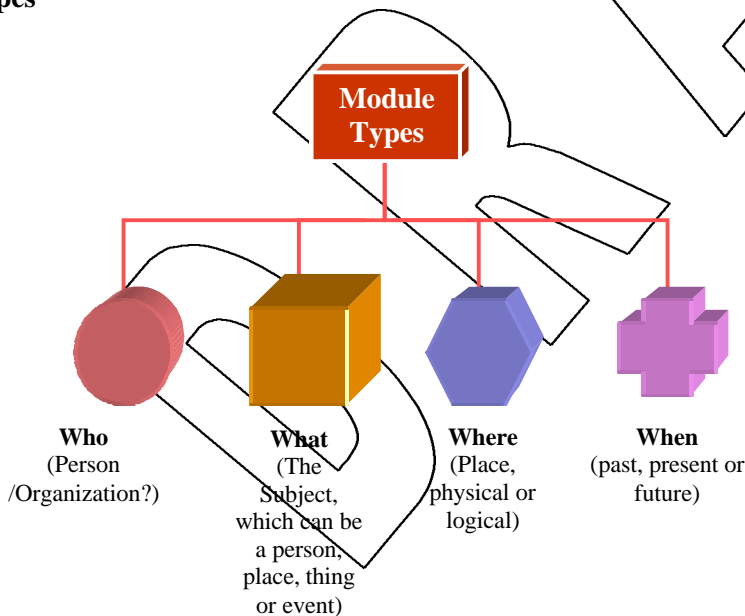 Module
Types
Who
(Person
/Organization?)
What
(The
Subject,
which can be
a person,
place, thing
or event)
Where
(Place,
physical or
logical)
When
(past, present or
future)